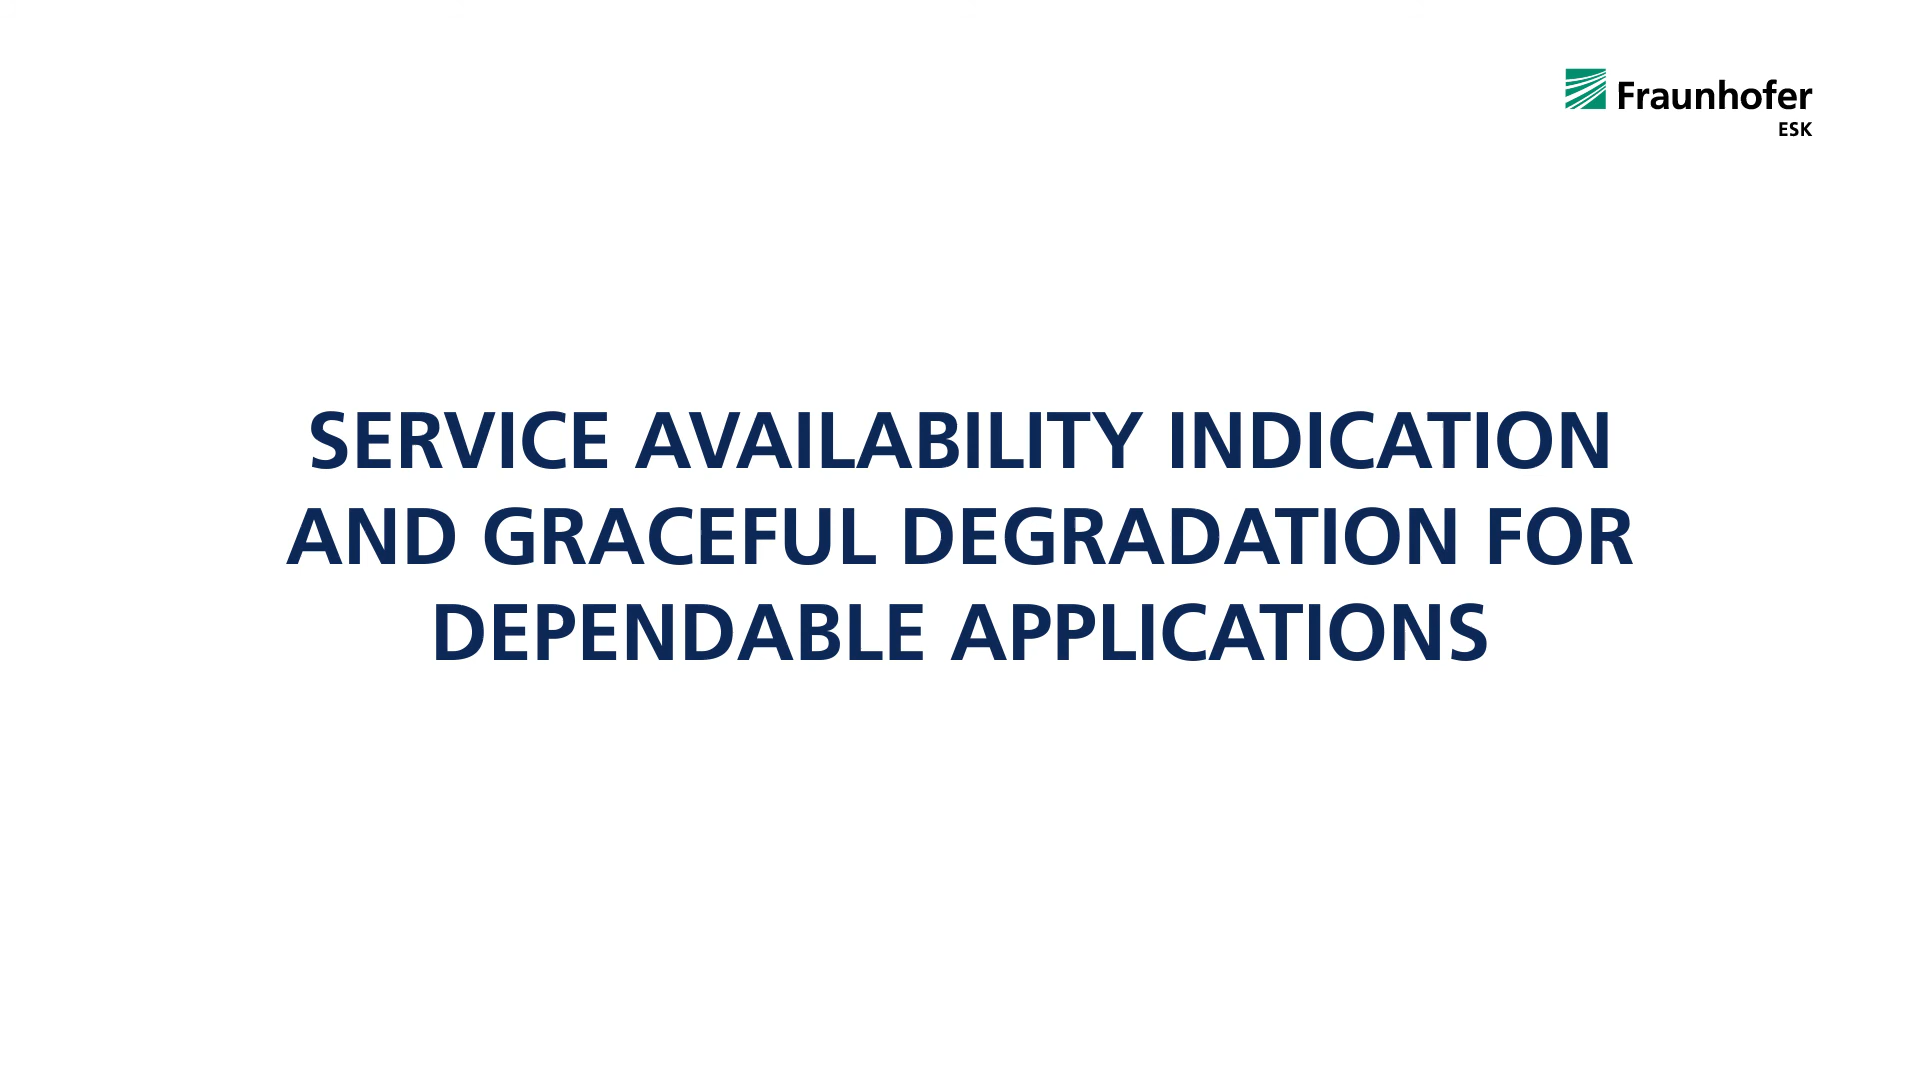 Fraunhofer
ESK
SERVICE AVAILABILITY INDICATION
AND GRACEFUL DEGRADATION FOR
DEPENDABLE APPLICATIONS